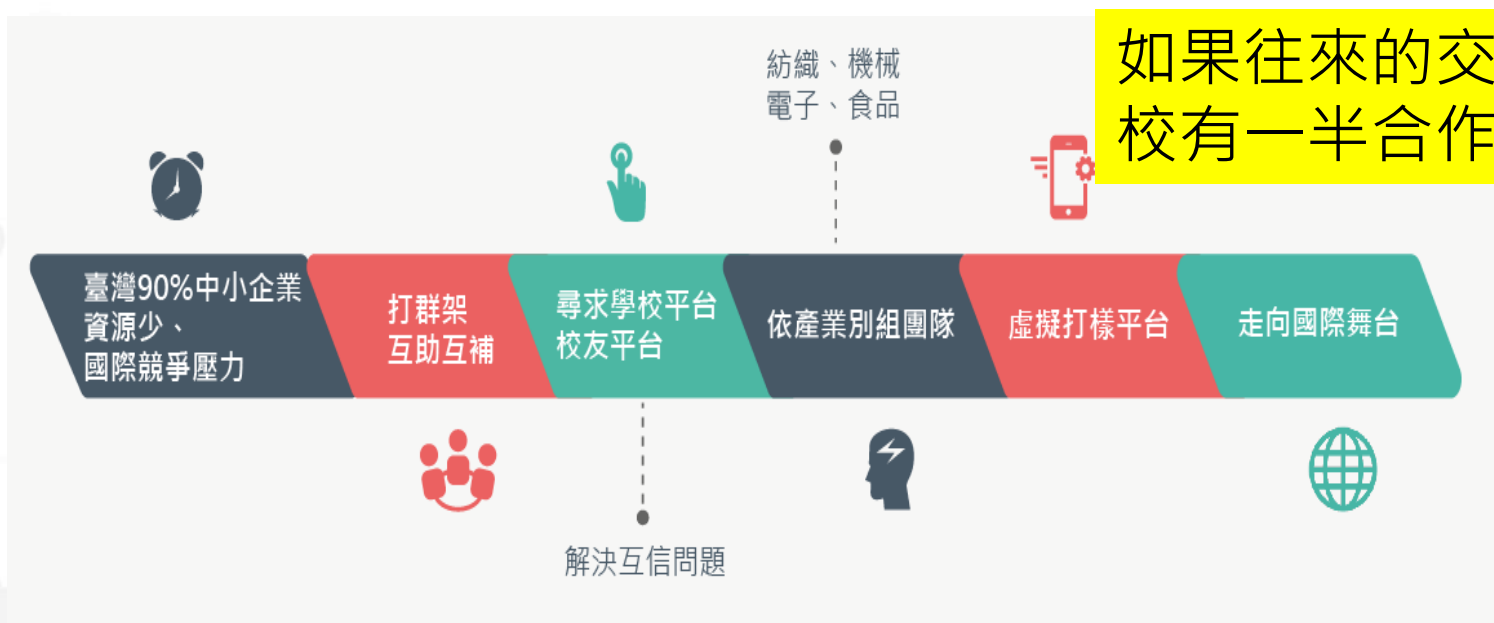 如果往來的交
校有一半合作
紡織、機械
電子、食品
臺灣90%中小企業
資源少、
國際競爭壓力
打群架
互助互補
尋求學校平台
校友平台
依產業別組團隊
虛擬打樣平台
走向國際舞台
解決互信問題